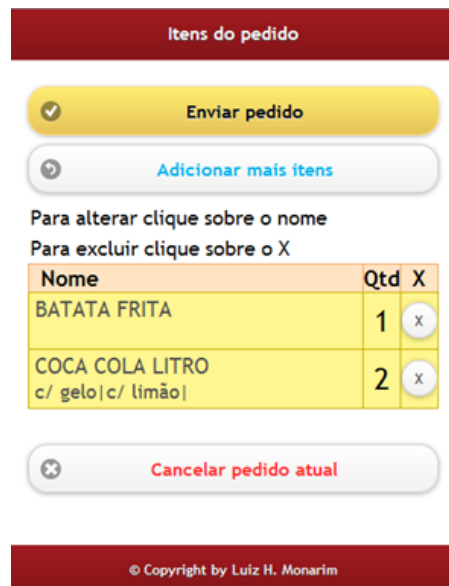 Itens do pedido
Enviar pedido
Adicionar mais itens
Para alterar clique sobre o nome
Para excluir clique sobre o X
Nome Qtd X
BATATA FRITA 1 x
COCA COLA LITRO 2 x
c/ gelo|c/ limão|
Cancelar pedido atual
© Copyright by Luiz H. Monarim